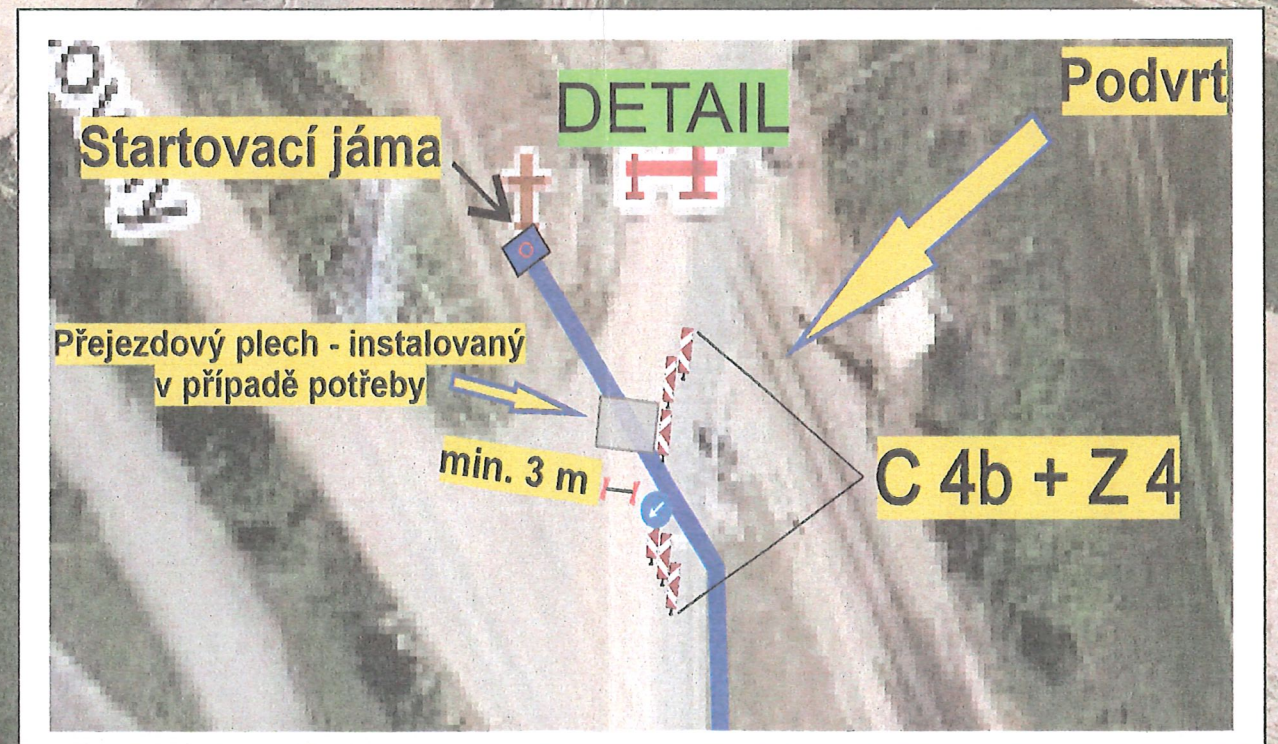 DETAIL
Podvrt
Startovací jáma
Přejezdový plech - instalovaný
v případě potřeby
min. 3 m
C 4b + Z 4